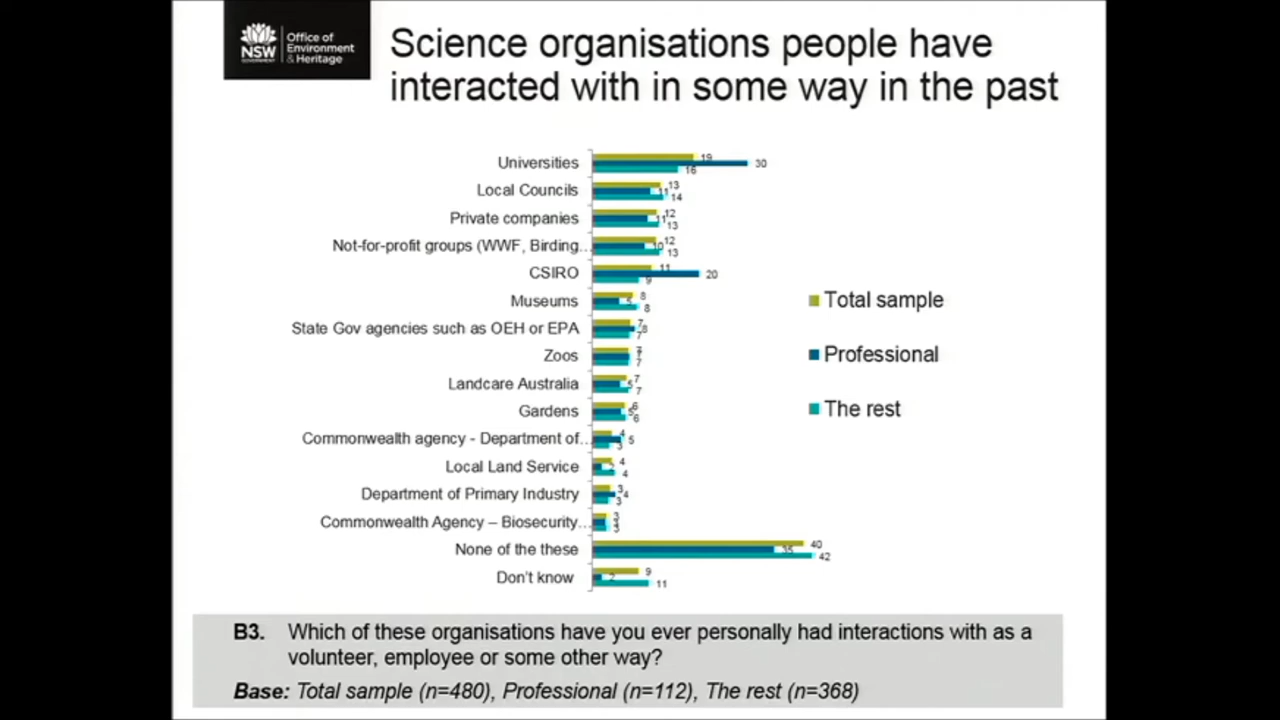 NSW
GOVERNMENT
Office of
Environment
& Heritage
Science organisations people have
interacted with in some way in the past
Universities
19
30
16
Local Councils
13
11
14
Private companies
12
11
13
Not-for-profit groups (WWF, Birding...
12
10
13
CSIRO
11
20
9
Museums
8
5
8
State Gov agencies such as OEH or EPA
7
8
7
Zoos
7
7
7
Landcare Australia
7
5
7
Gardens
6
5
6
Commonwealth agency - Department of...
4
5
3
Local Land Service
4
2
4
Department of Primary Industry
3
4
3
Commonwealth Agency – Biosecurity...
3
3
3
None of the these
40
35
42
Don't know
9
2
11
Total sample
Professional
The rest
B3. Which of these organisations have you ever personally had interactions with as a
volunteer, employee or some other way?
Base: Total sample (n=480), Professional (n=112), The rest (n=368)